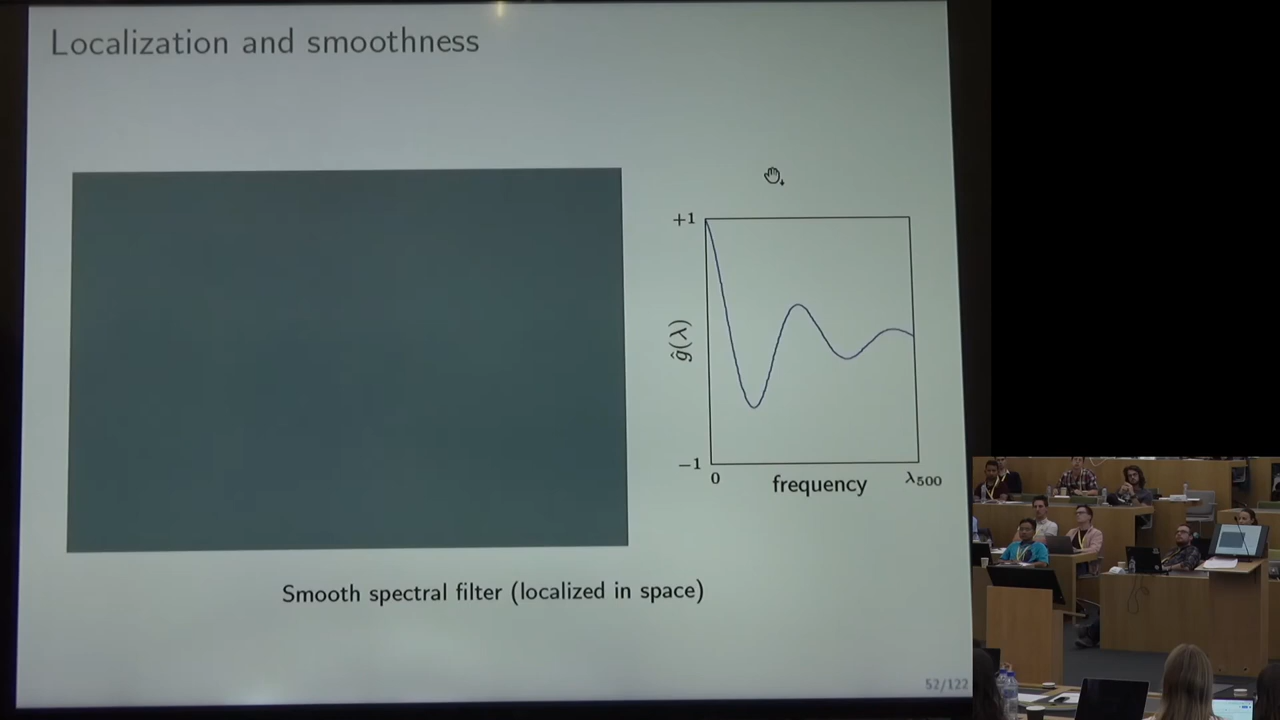 Localization and smoothness
+1
ĝ(λ)
−1
0
frequency
λ500
Smooth spectral filter (localized in space)
52/122